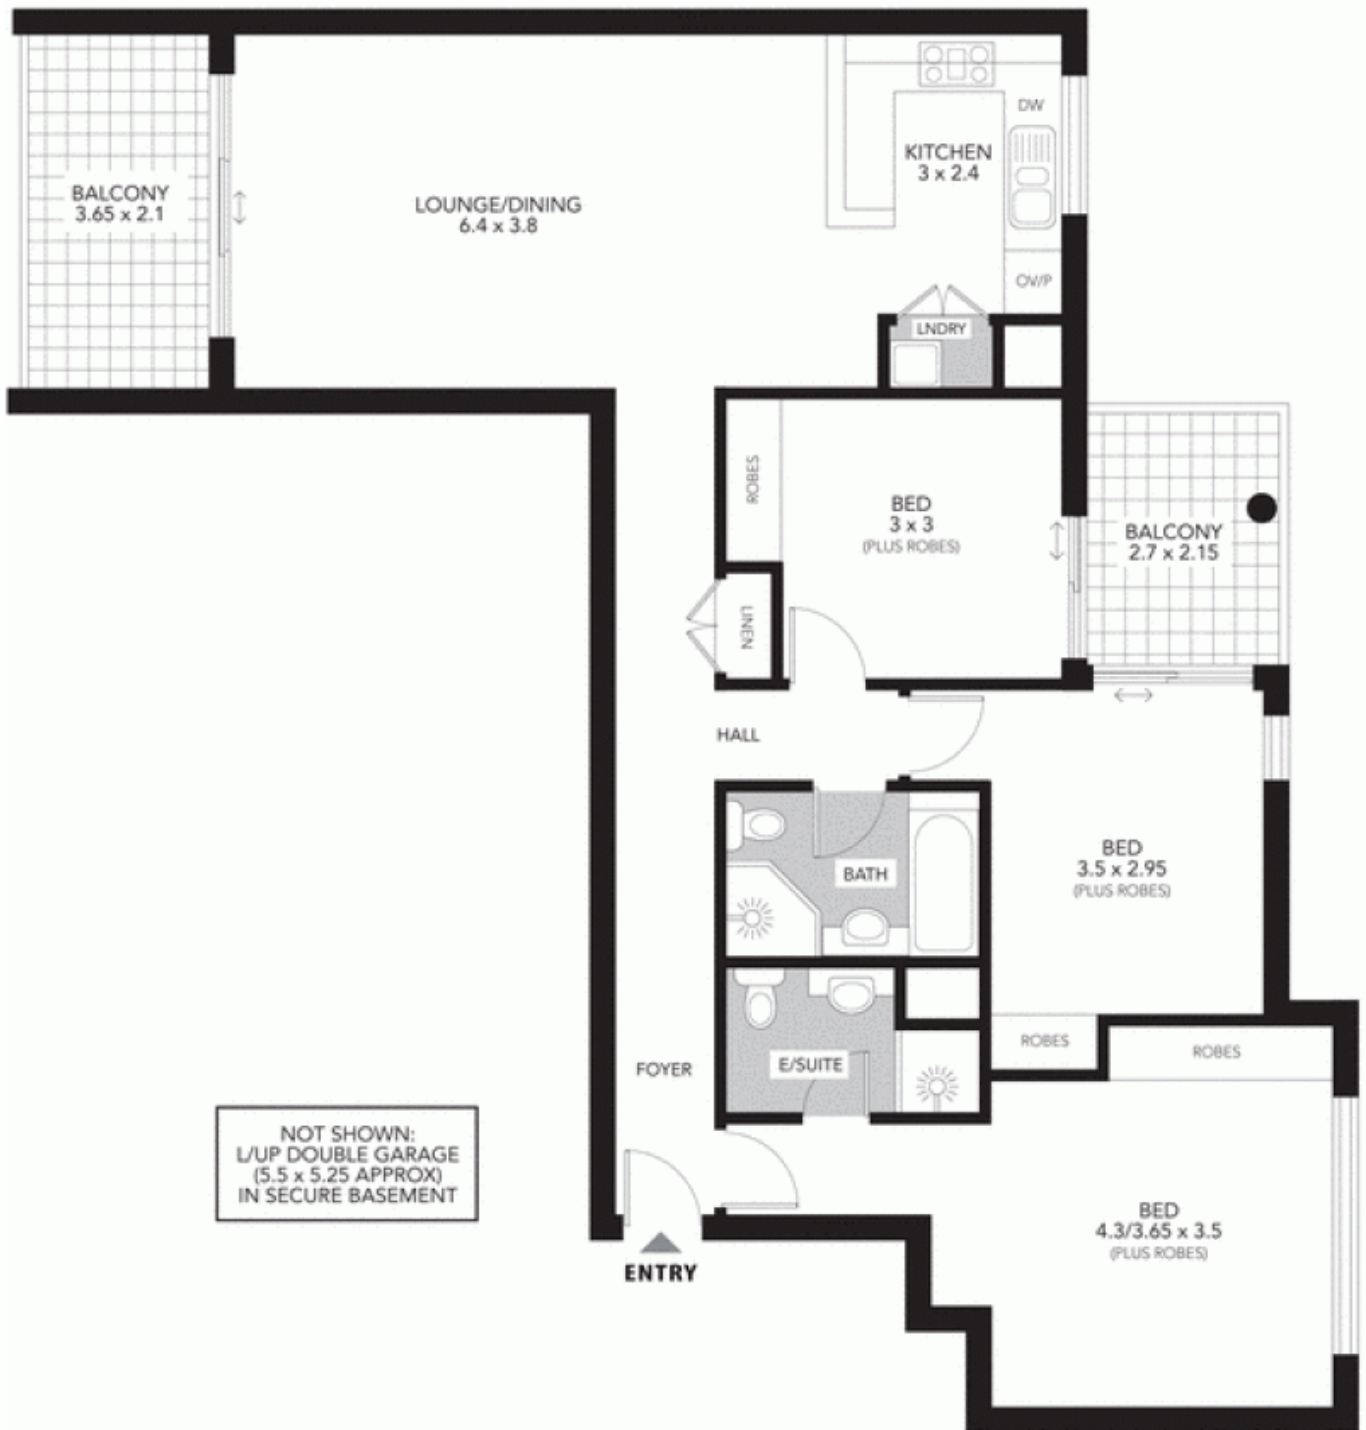 KITCHEN
3 x 2.4
DW
BALCONY
3.65 x 2.1
LOUNGE/DINING
6.4 x 3.8
OV/P
LNDRY
ROBES
BED
3 x 3
(PLUS ROBES)
BALCONY
2.7 x 2.15
LINEN
HALL
BATH
BED
3.5 x 2.95
(PLUS ROBES)
ROBES
ROBES
E/SUITE
FOYER
NOT SHOWN:
L/UP DOUBLE GARAGE
(5.5 x 5.25 APPROX)
IN SECURE BASEMENT
BED
4.3/3.65 x 3.5
(PLUS ROBES)
ENTRY